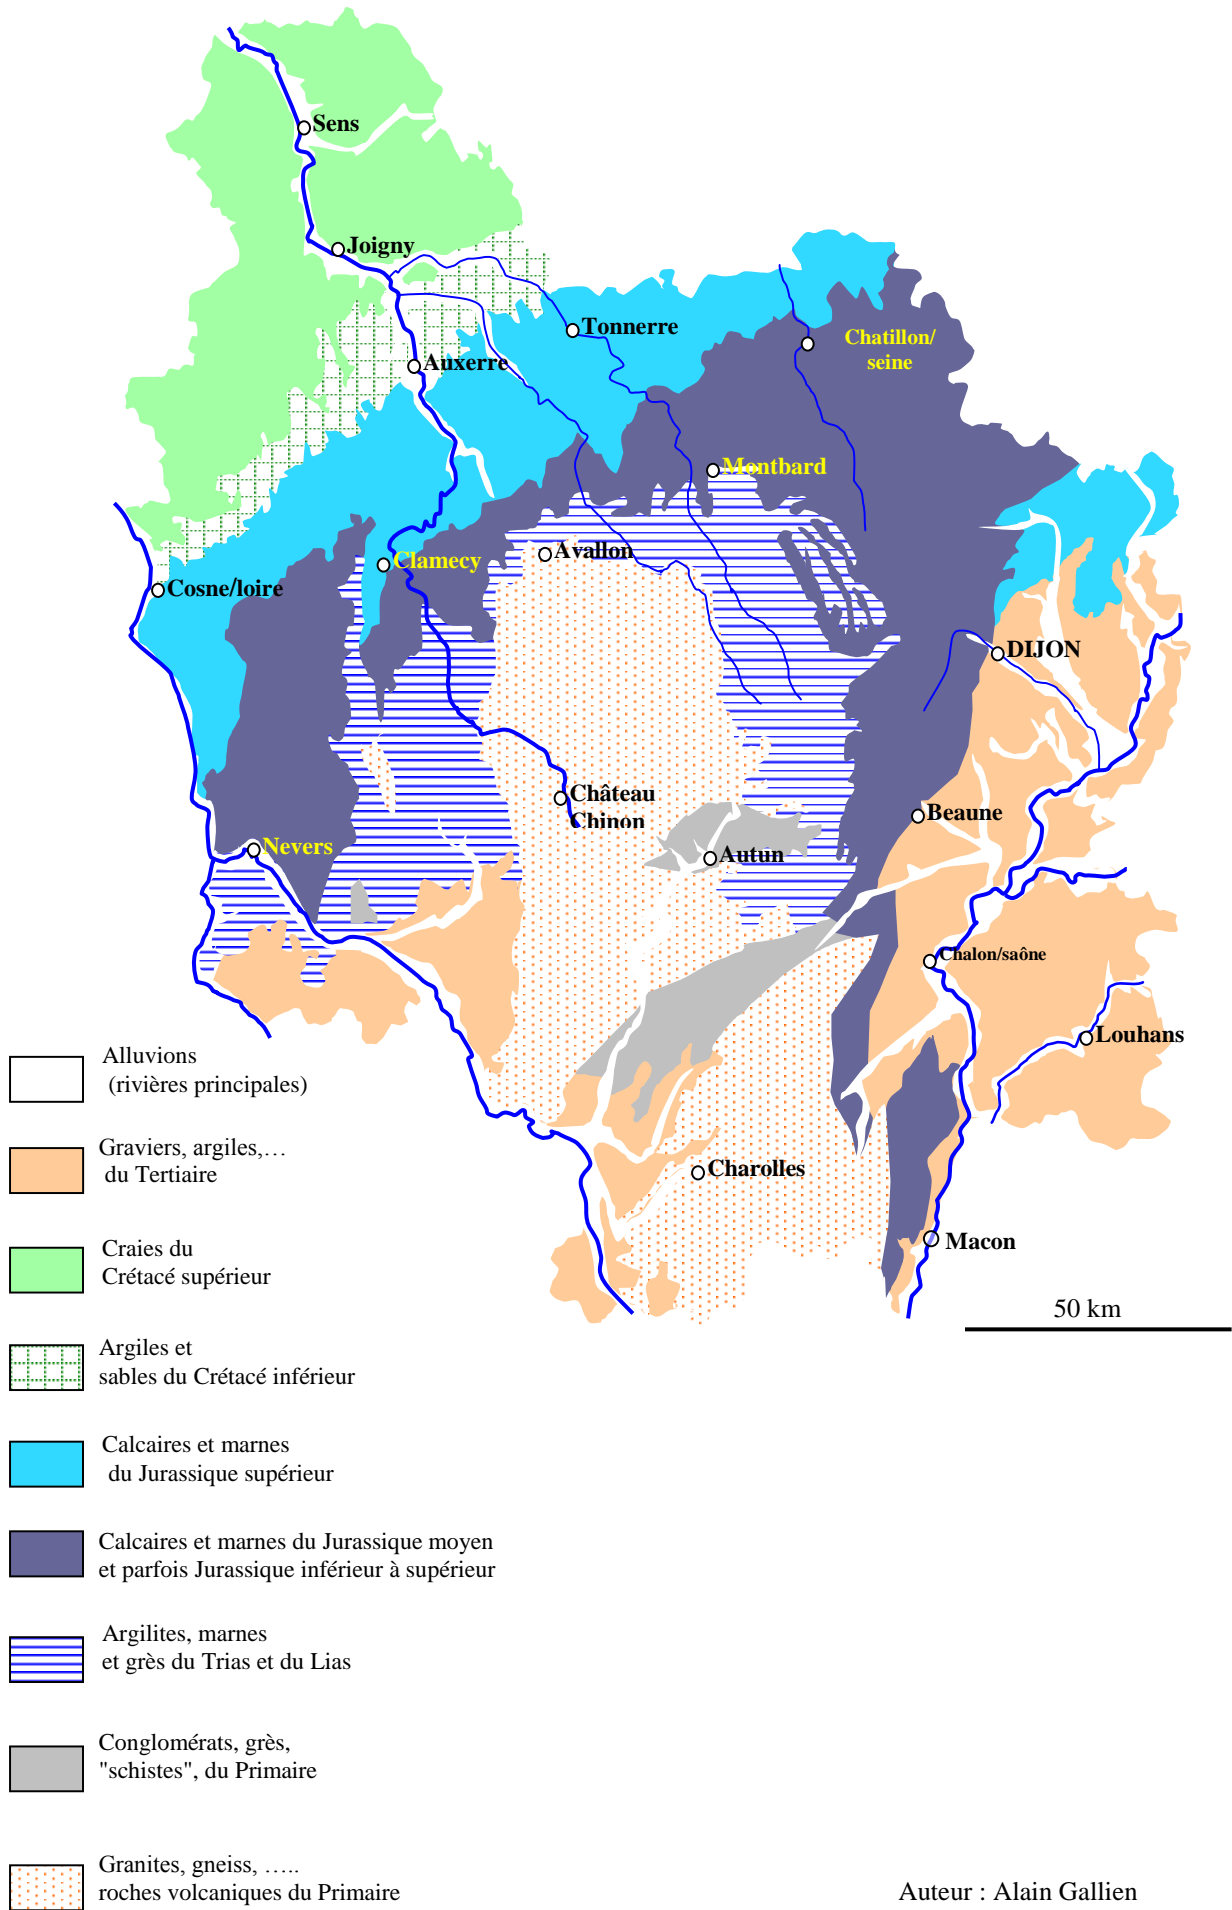 Sens
Joigny
Tonnerre
Chatillon/
seine
Auxerre
Montbard
Avallon
Clamecy
Cosne/loire
DIJON
Château
Chinon
Beaune
Nevers
Autun
Chalon/saône
Louhans
Charolles
Macon
50 km
Alluvions
(rivières principales)
Graviers, argiles,…
du Tertiaire
Craies du
Crétacé supérieur
Argiles et
sables du Crétacé inférieur
Calcaires et marnes
du Jurassique supérieur
Calcaires et marnes du Jurassique moyen
et parfois Jurassique inférieur à supérieur
Argilites, marnes
et grès du Trias et du Lias
Conglomérats, grès,
"schistes", du Primaire
Granites, gneiss, …..
roches volcaniques du Primaire
Auteur : Alain Gallien